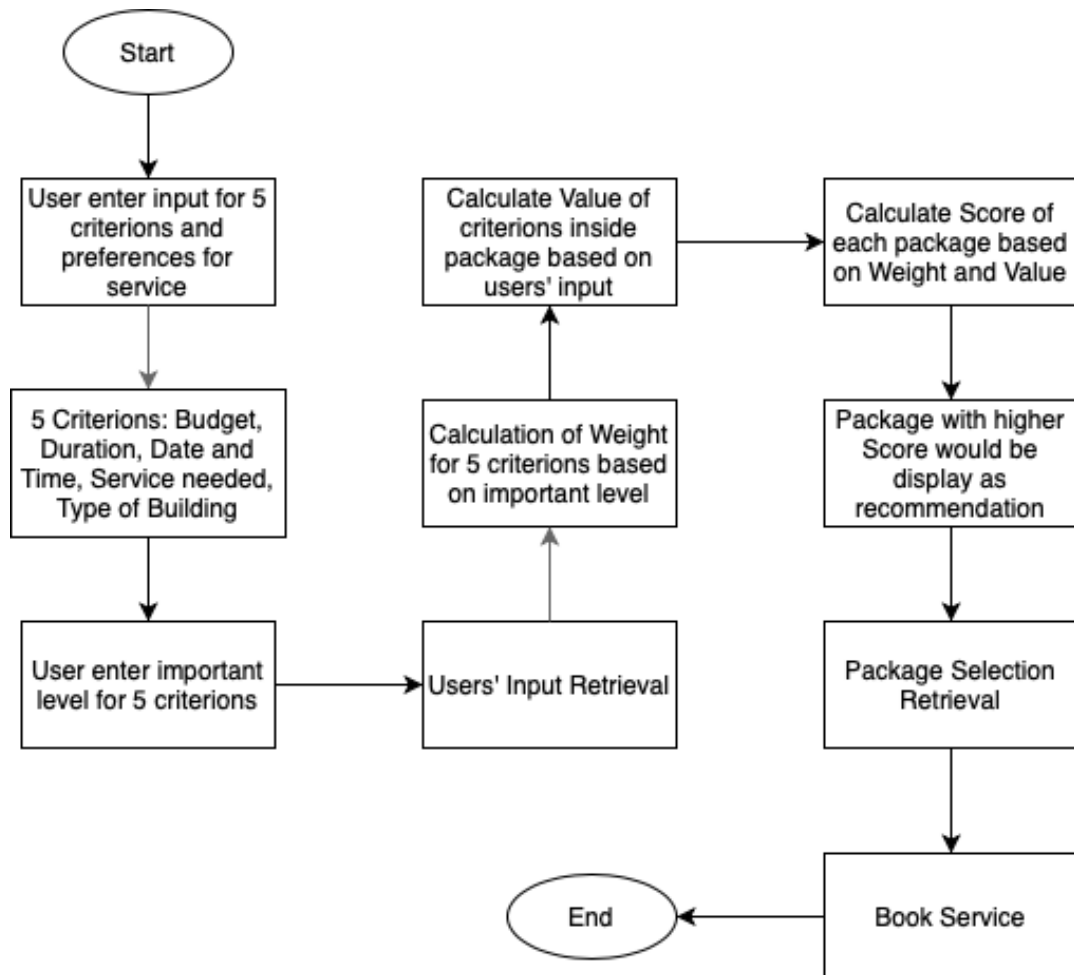 Start
User enter input for 5
criterions and
preferences for
service
5 Criterions: Budget,
Duration, Date and
Time, Service needed,
Type of Building
User enter important
level for 5 criterions
Users' Input Retrieval
Calculation of Weight
for 5 criterions based
on important level
Calculate Value of
criterions inside
package based on
users' input
Calculate Score of
each package based
on Weight and Value
Package with higher
Score would be
display as
recommendation
Package Selection
Retrieval
Book Service
End